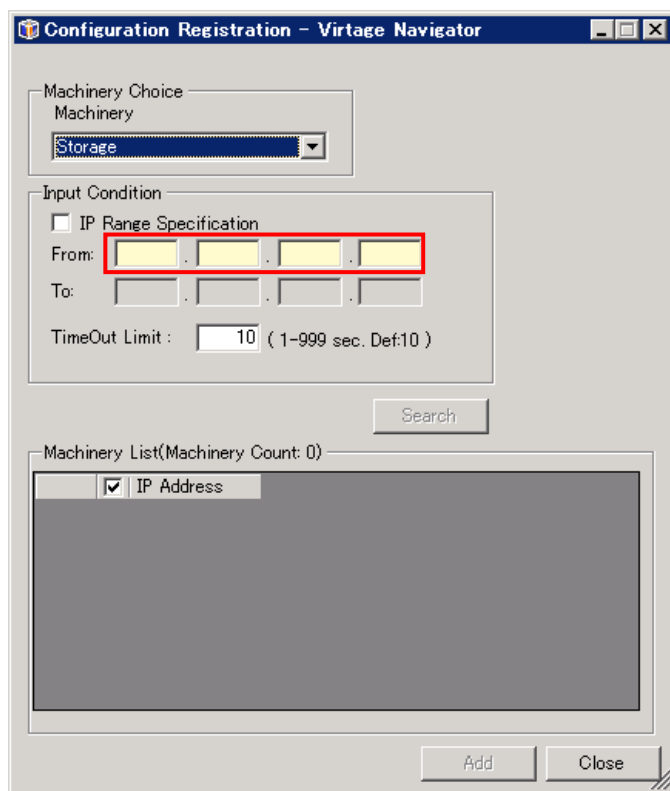 Configuration Registration - Virtage Navigator
Machinery Choice
Machinery
Storage
Input Condition
IP Range Specification
From: . . .
To: . . .
TimeOut Limit : 10 ( 1-999 sec. Def:10 )
Search
Machinery List(Machinery Count: 0)
IP Address
Add Close